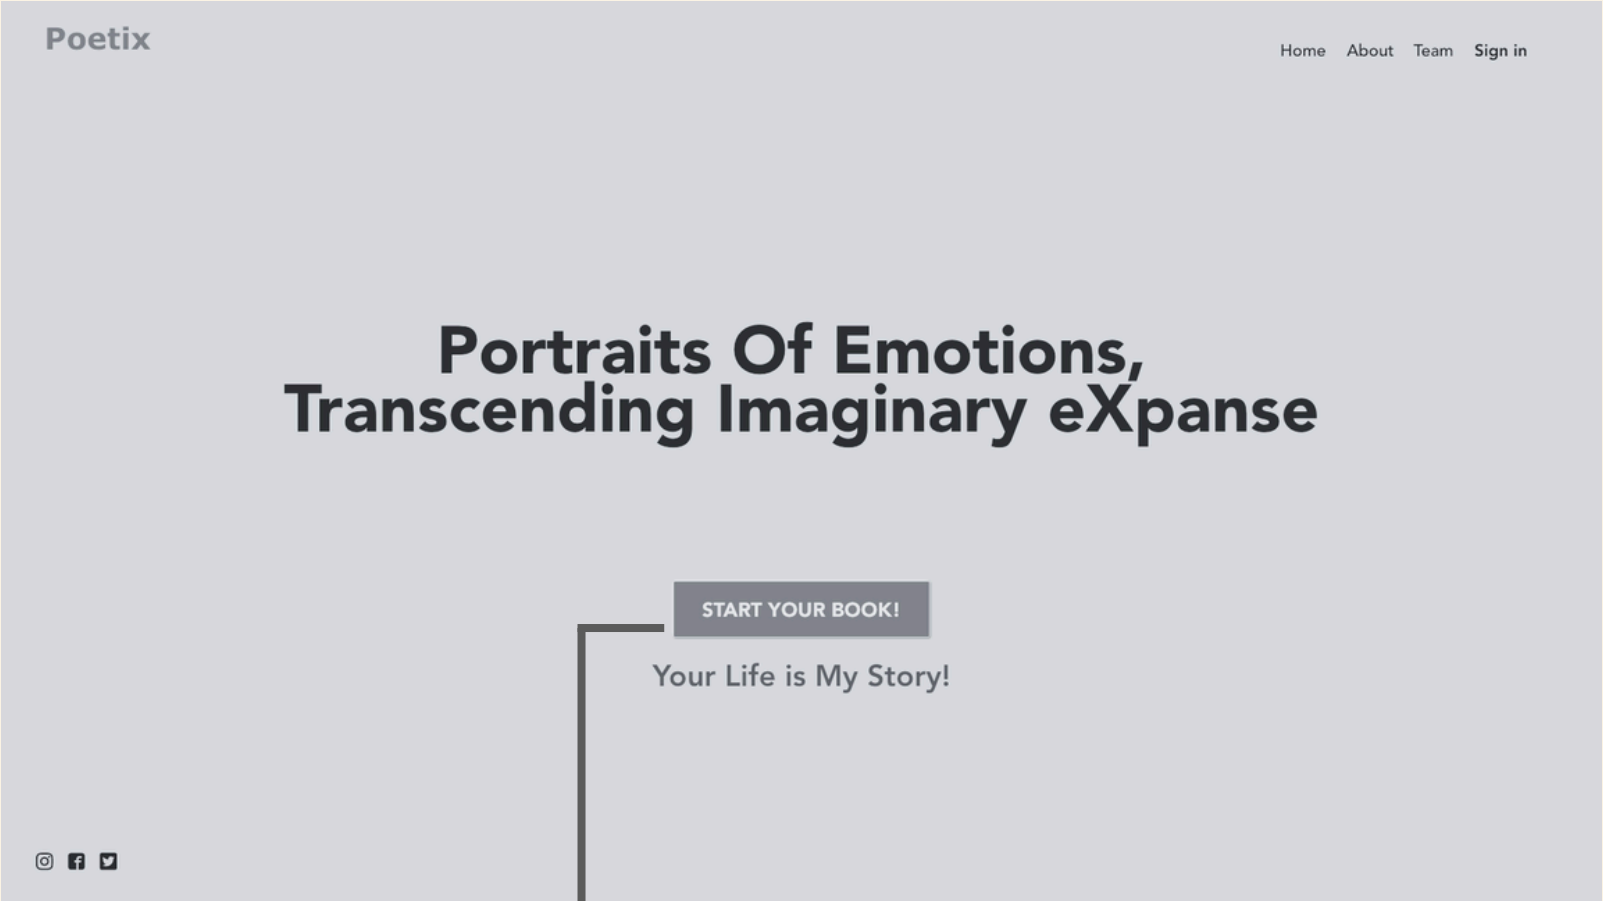 Poetix
Home About Team Sign in
Portraits Of Emotions,
Transcending Imaginary eXpanse
START YOUR BOOK!
Your Life is My Story!